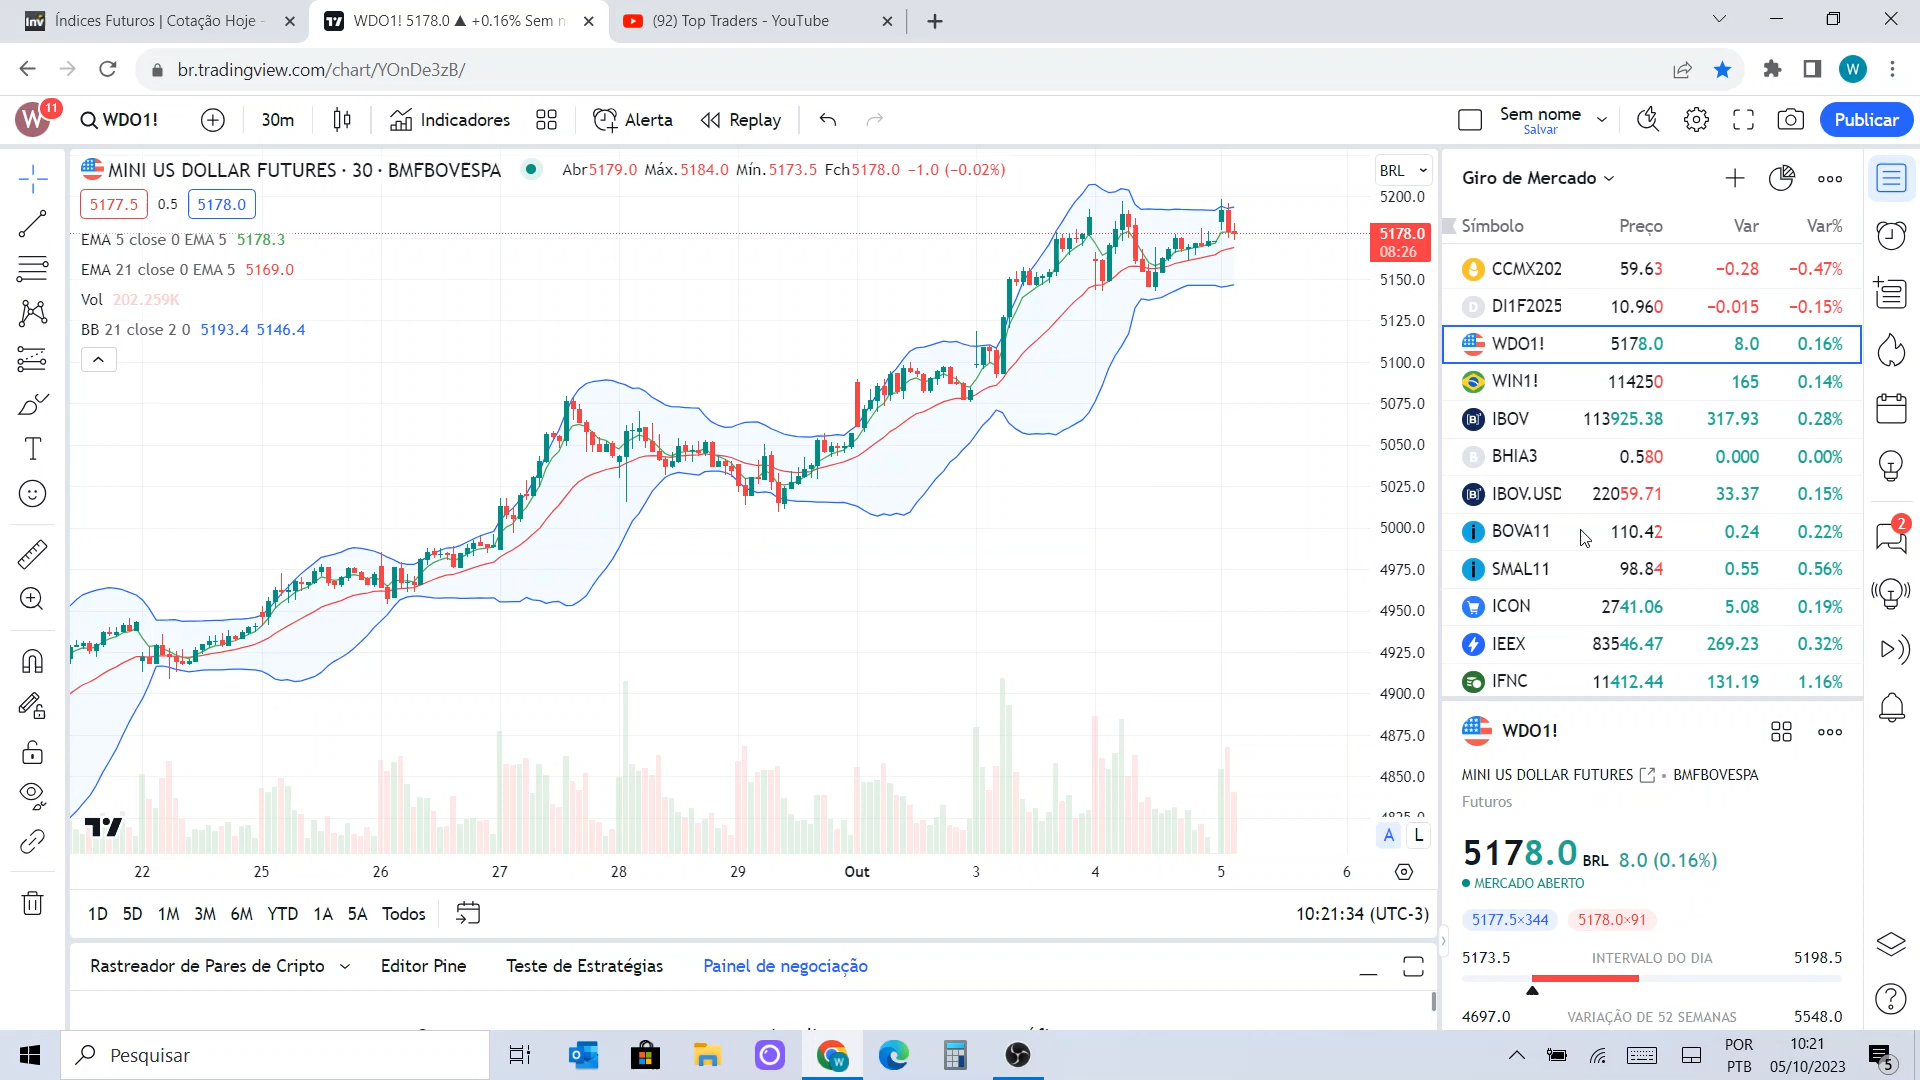 Índices Futuros | Cotação Hoje -
WDO1! 5178.0 ▲ +0.16% Sem n
(92) Top Traders - YouTube
br.tradingview.com/chart/YOnDe3zB/
W
W
11
WDO1!
30m
Indicadores
Alerta
Replay
Sem nome
Salvar
Publicar
MINI US DOLLAR FUTURES · 30 · BMFBOVESPA
Abr5179.0 Máx.5184.0 Mín.5173.5 Fch5178.0 −1.0 (−0.02%)
5177.5 0.5 5178.0
EMA 5 close 0 EMA 5 5178.3
EMA 21 close 0 EMA 5 5169.0
Vol 202.259K
BB 21 close 2 0 5193.4 5146.4
BRL
5200.0
5178.0
08:26
5150.0
5125.0
5100.0
5075.0
5050.0
5025.0
5000.0
4975.0
4950.0
4925.0
4900.0
4875.0
4850.0
A L
22 25 26 27 28 29 Out 3 4 5 6
1D 5D 1M 3M 6M YTD 1A 5A Todos
10:21:34 (UTC-3)
Rastreador de Pares de Cripto
Editor Pine
Teste de Estratégias
Painel de negociação
Giro de Mercado
Símbolo Preço Var Var%
CCMX202 59.63 −0.28 −0.47%
DI1F2025 10.960 −0.015 −0.15%
WDO1! 5178.0 8.0 0.16%
WIN1! 114250 165 0.14%
IBOV 113925.38 317.93 0.28%
BHIA3 0.580 0.000 0.00%
IBOV.USD 22059.71 33.37 0.15%
BOVA11 110.42 0.24 0.22%
SMAL11 98.84 0.55 0.56%
ICON 2741.06 5.08 0.19%
IEEX 83546.47 269.23 0.32%
IFNC 11412.44 131.19 1.16%
WDO1!
MINI US DOLLAR FUTURES • BMFBOVESPA
Futuros
5178.0 BRL 8.0 (0.16%)
MERCADO ABERTO
5177.5×344 5178.0×91
5173.5 INTERVALO DO DIA 5198.5
4697.0 VARIAÇÃO DE 52 SEMANAS 5548.0
2
Pesquisar
POR
PTB
10:21
05/10/2023
5